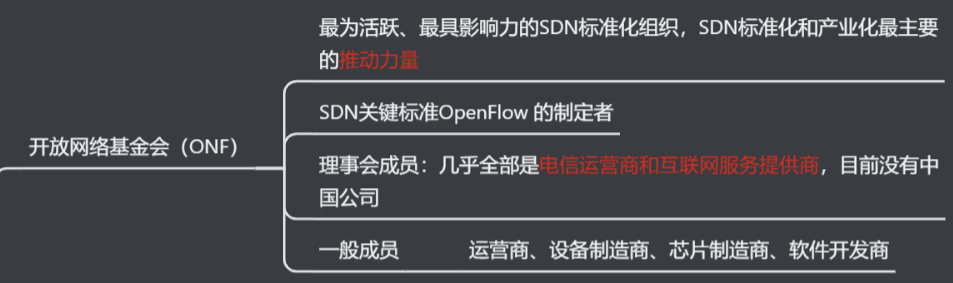 最为活跃、最具影响力的SDN标准化组织，SDN标准化和产业化最主要
的推动力量
SDN关键标准OpenFlow 的制定者
开放网络基金会（ONF）
理事会成员：几乎全部是电信运营商和互联网服务提供商，目前没有中
国公司
一般成员 运营商、设备制造商、芯片制造商、软件开发商